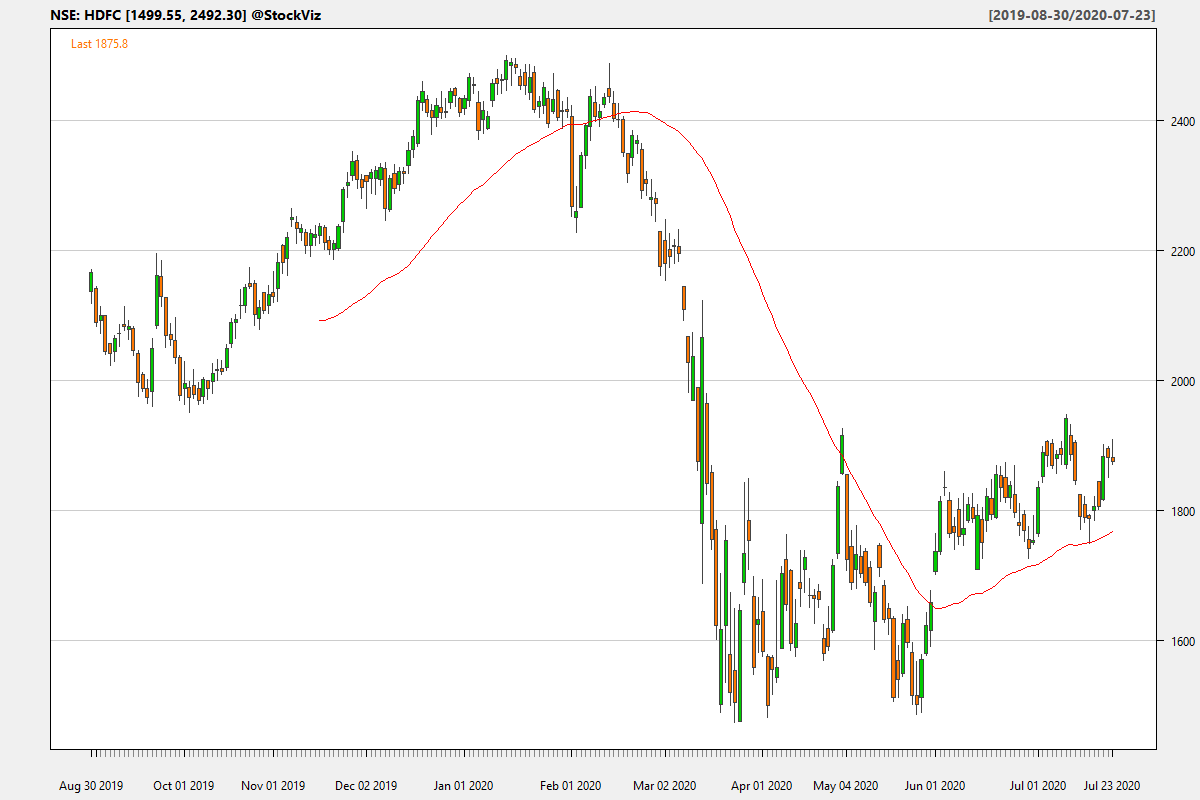 NSE: HDFC [1499.55, 2492.30] @StockViz
[2019-08-30/2020-07-23]
Last 1875.8
2400
2200
2000
1800
1600
Aug 30 2019 Oct 01 2019 Nov 01 2019 Dec 02 2019 Jan 01 2020 Feb 01 2020 Mar 02 2020 Apr 01 2020 May 04 2020 Jun 01 2020 Jul 01 2020 Jul 23 2020